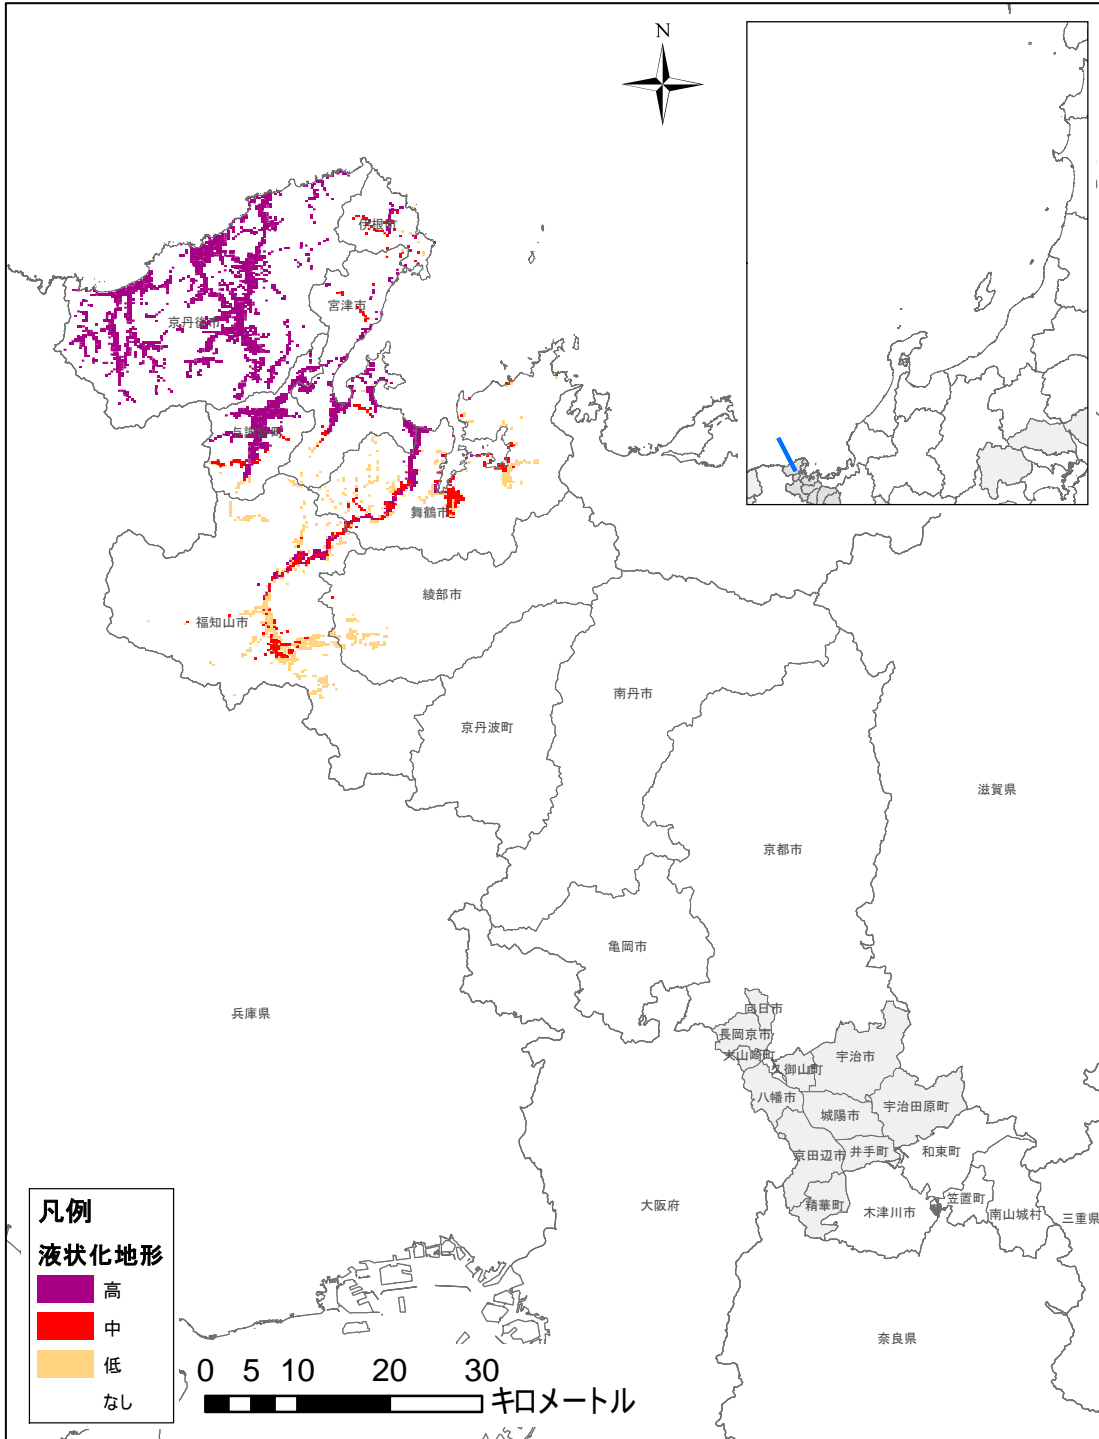 N
伊根町
宮津市
京丹後市
与謝野町
舞鶴市
綾部市
福知山市
南丹市
京丹波町
滋賀県
京都市
亀岡市
兵庫県
向日市
長岡京市
大山崎町
宇治市
久御山町
八幡市
宇治田原町
城陽市
京田辺市
井手町
和束町
精華町
笠置町
木津川市
南山城村
三重県
大阪府
奈良県
凡例
液状化地形
高
中
低
なし
0 5 10 20 30
キロメートル